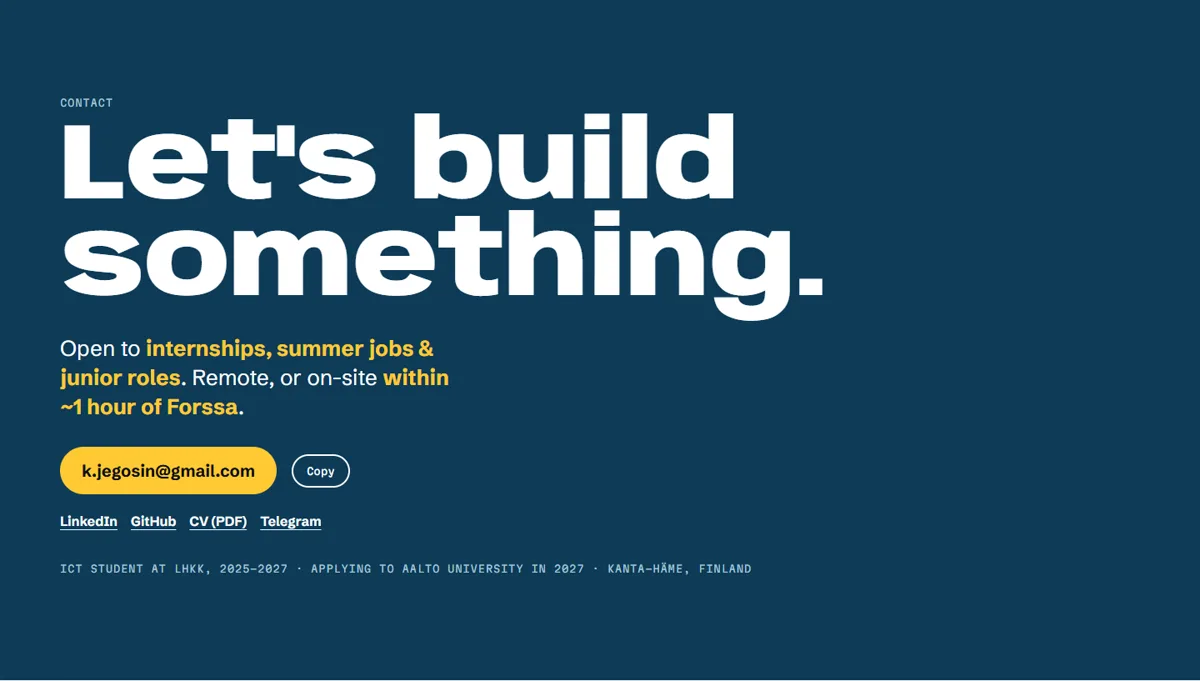 CONTACT
Let's build
something.
Open to internships, summer jobs &
junior roles. Remote, or on-site within
~1 hour of Forssa.
k.jegosin@gmail.com Copy
LinkedIn GitHub CV (PDF) Telegram
ICT STUDENT AT LHKK, 2025–2027 · APPLYING TO AALTO UNIVERSITY IN 2027 · KANTA-HÄME, FINLAND